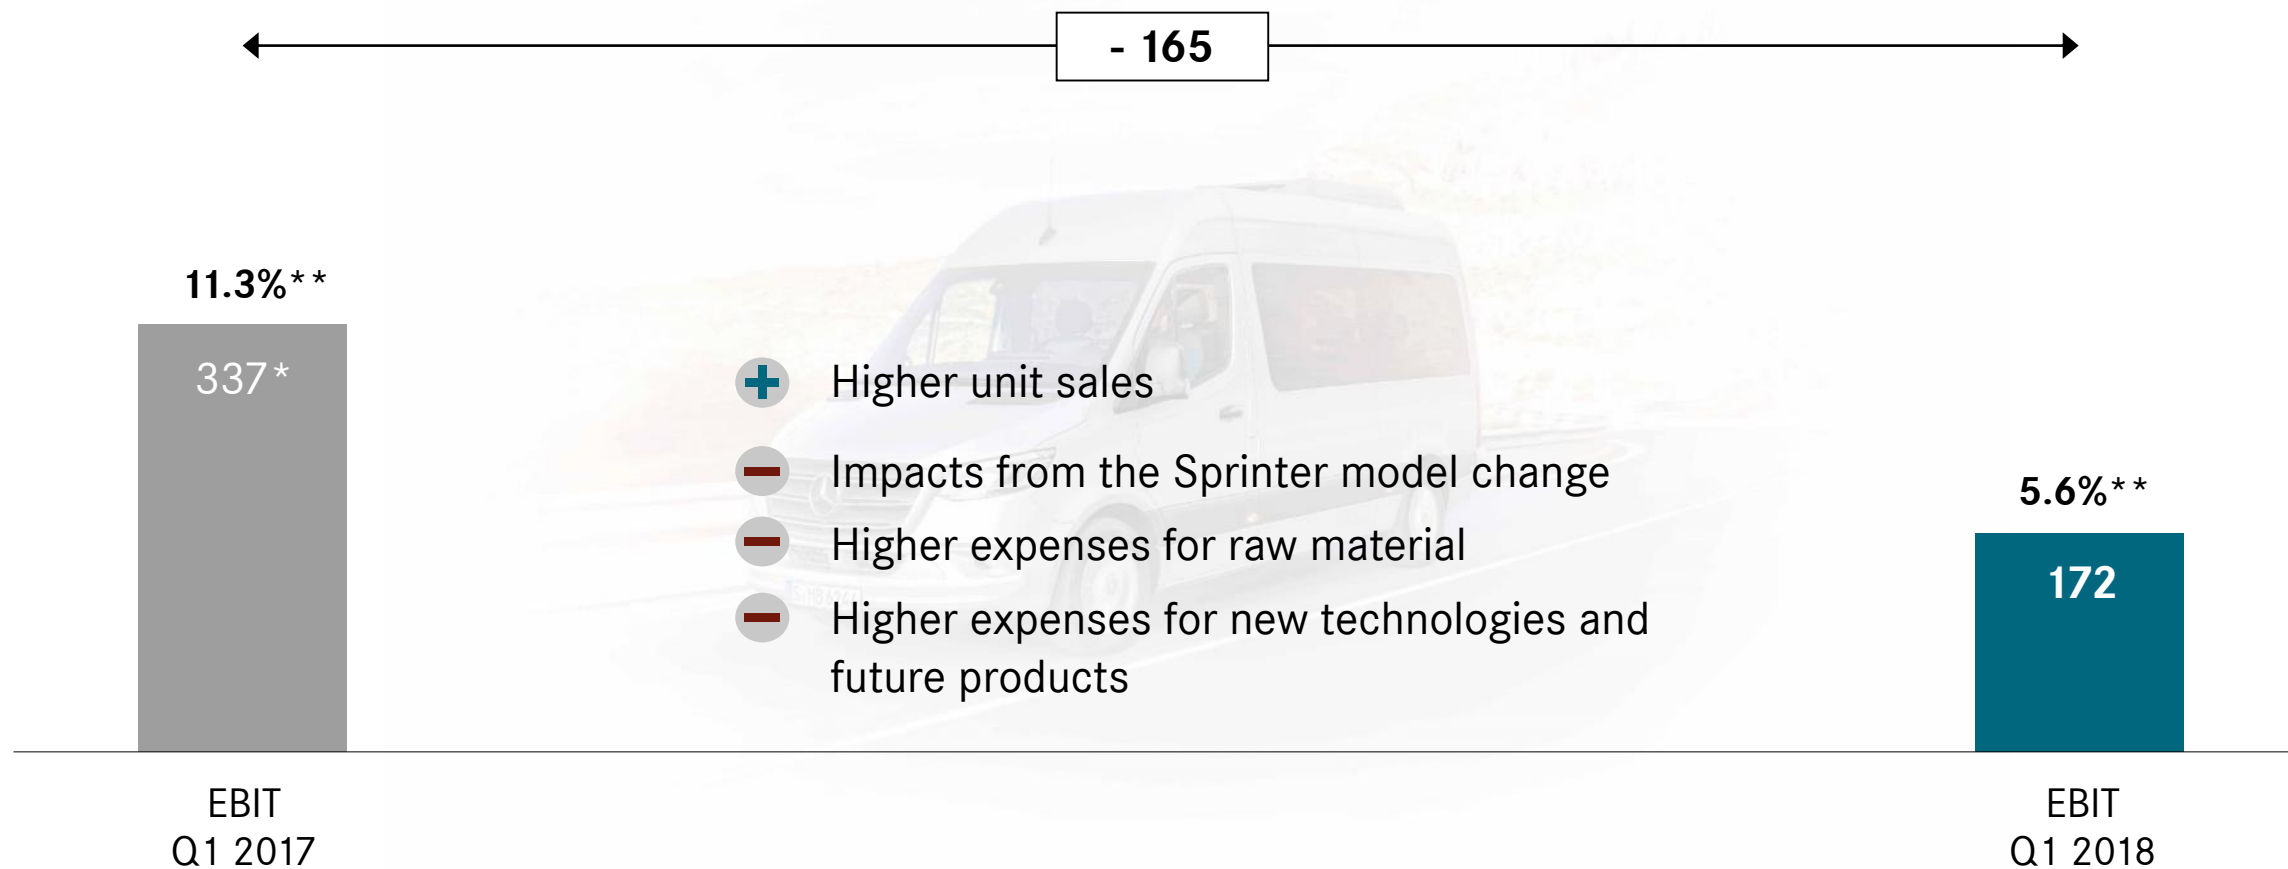 - 165
11.3%**
337*
Higher unit sales
Impacts from the Sprinter model change
Higher expenses for raw material
Higher expenses for new technologies and
future products
5.6%**
172
EBIT
Q1 2017
EBIT
Q1 2018